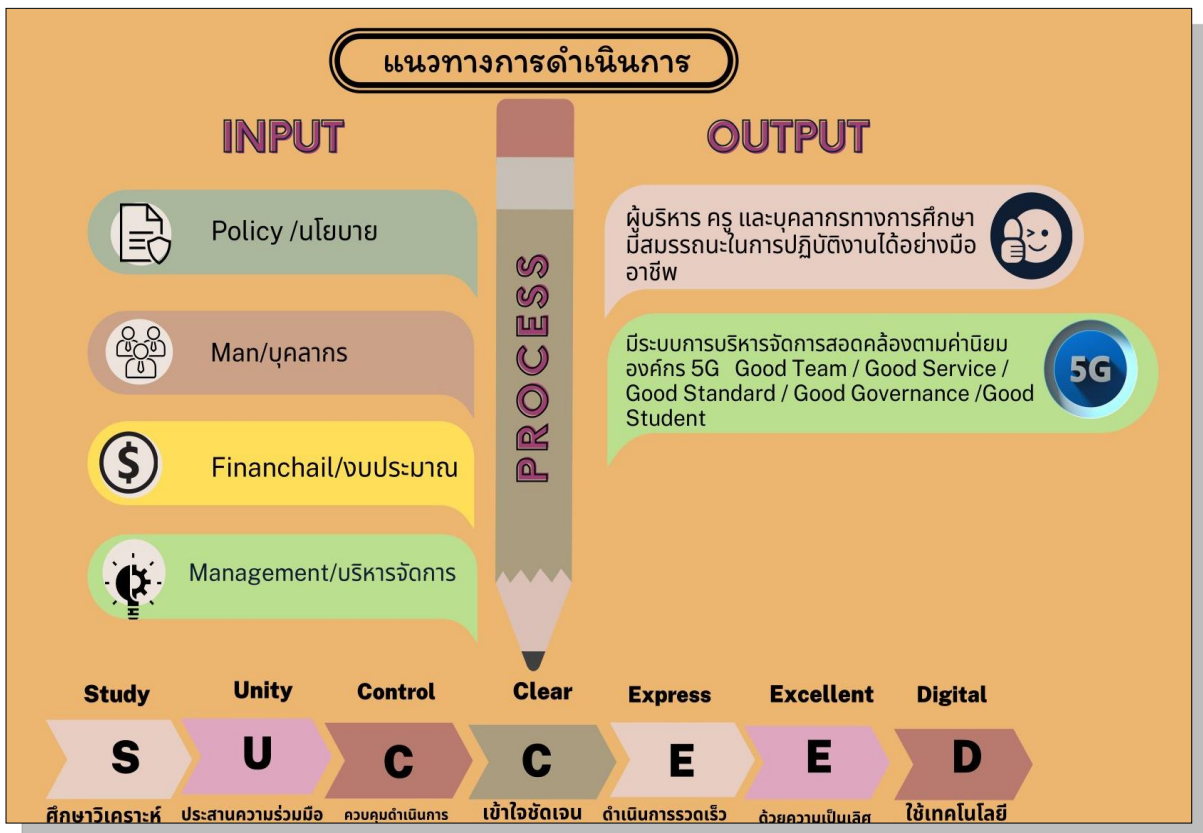 แนวทางการดำเนินการ
INPUT
Policy /นโยบาย
Man/บุคลากร
Financhail/งบประมาณ
Management/บริหารจัดการ
PROCESS
OUTPUT
ผู้บริหาร ครู และบุคลากรทางการศึกษา
มีสมรรถนะในการปฏิบัติงานได้อย่างมือ
อาชีพ
มีระบบการบริหารจัดการสอดคล้องตามค่านิยม
องค์กร 5G Good Team / Good Service /
Good Standard / Good Governance /Good
Student
5G
Study Unity Control Clear Express Excellent Digital
S U C C E E D
ศึกษาวิเคราะห์ ประสานความร่วมมือ ควบคุมดำเนินการ เข้าใจชัดเจน ดำเนินการรวดเร็ว ด้วยความเป็นเลิศ ใช้เทคโนโลยี